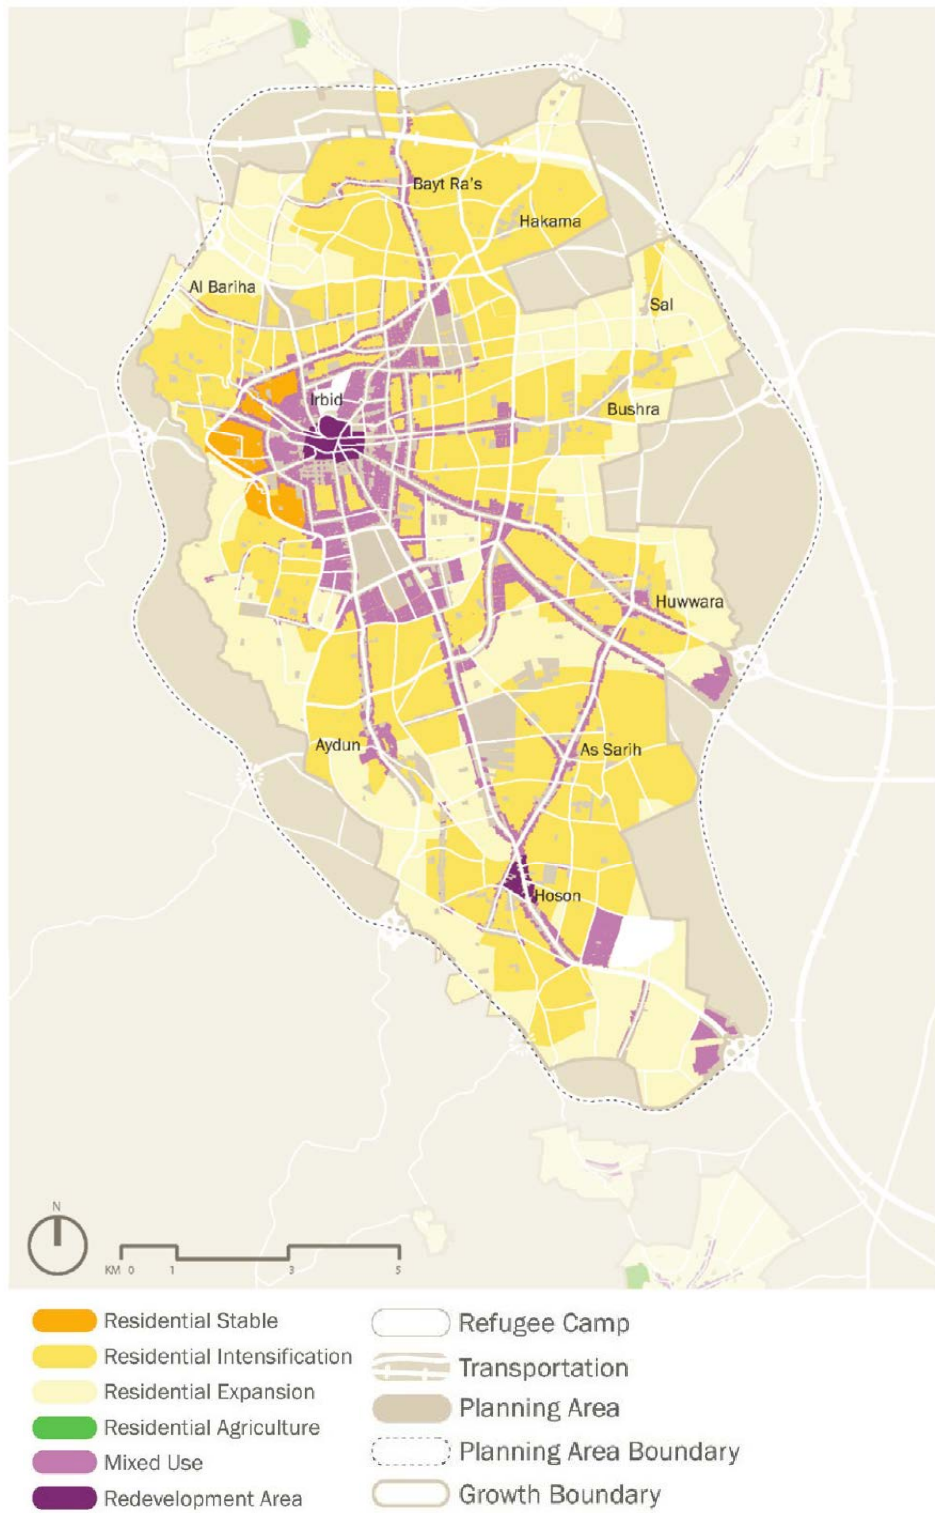 Bayt Ra's
Hakama
Al Bariha
Sal
Irbid
Bushra
Huwwara
Aydun
As Sarih
Hoson
N
KM 0 1 3 5
Residential Stable
Residential Intensification
Residential Expansion
Residential Agriculture
Mixed Use
Redevelopment Area
Refugee Camp
Transportation
Planning Area
Planning Area Boundary
Growth Boundary